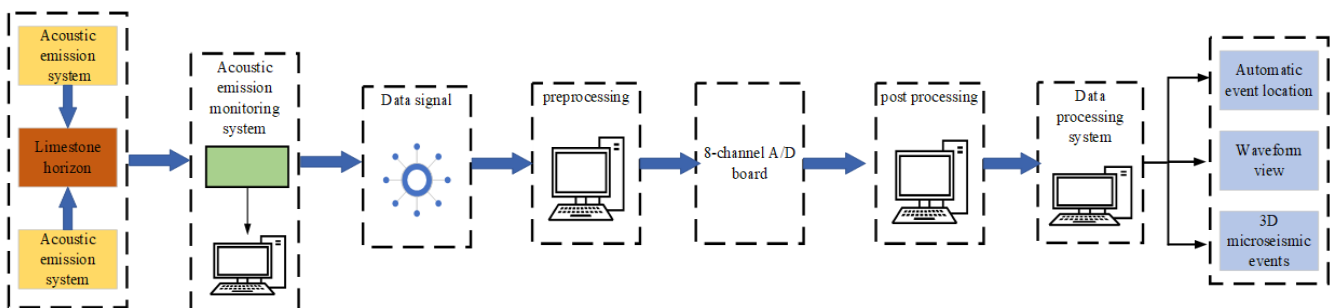 Acoustic
emission
system
Limestone
horizon
Acoustic
emission
system
Acoustic
emission
monitoring
system
Data signal
preprocessing
8-channel A/D
board
post processing
Data
processing
system
Automatic
event location
Waveform
view
3D
microseismic
events